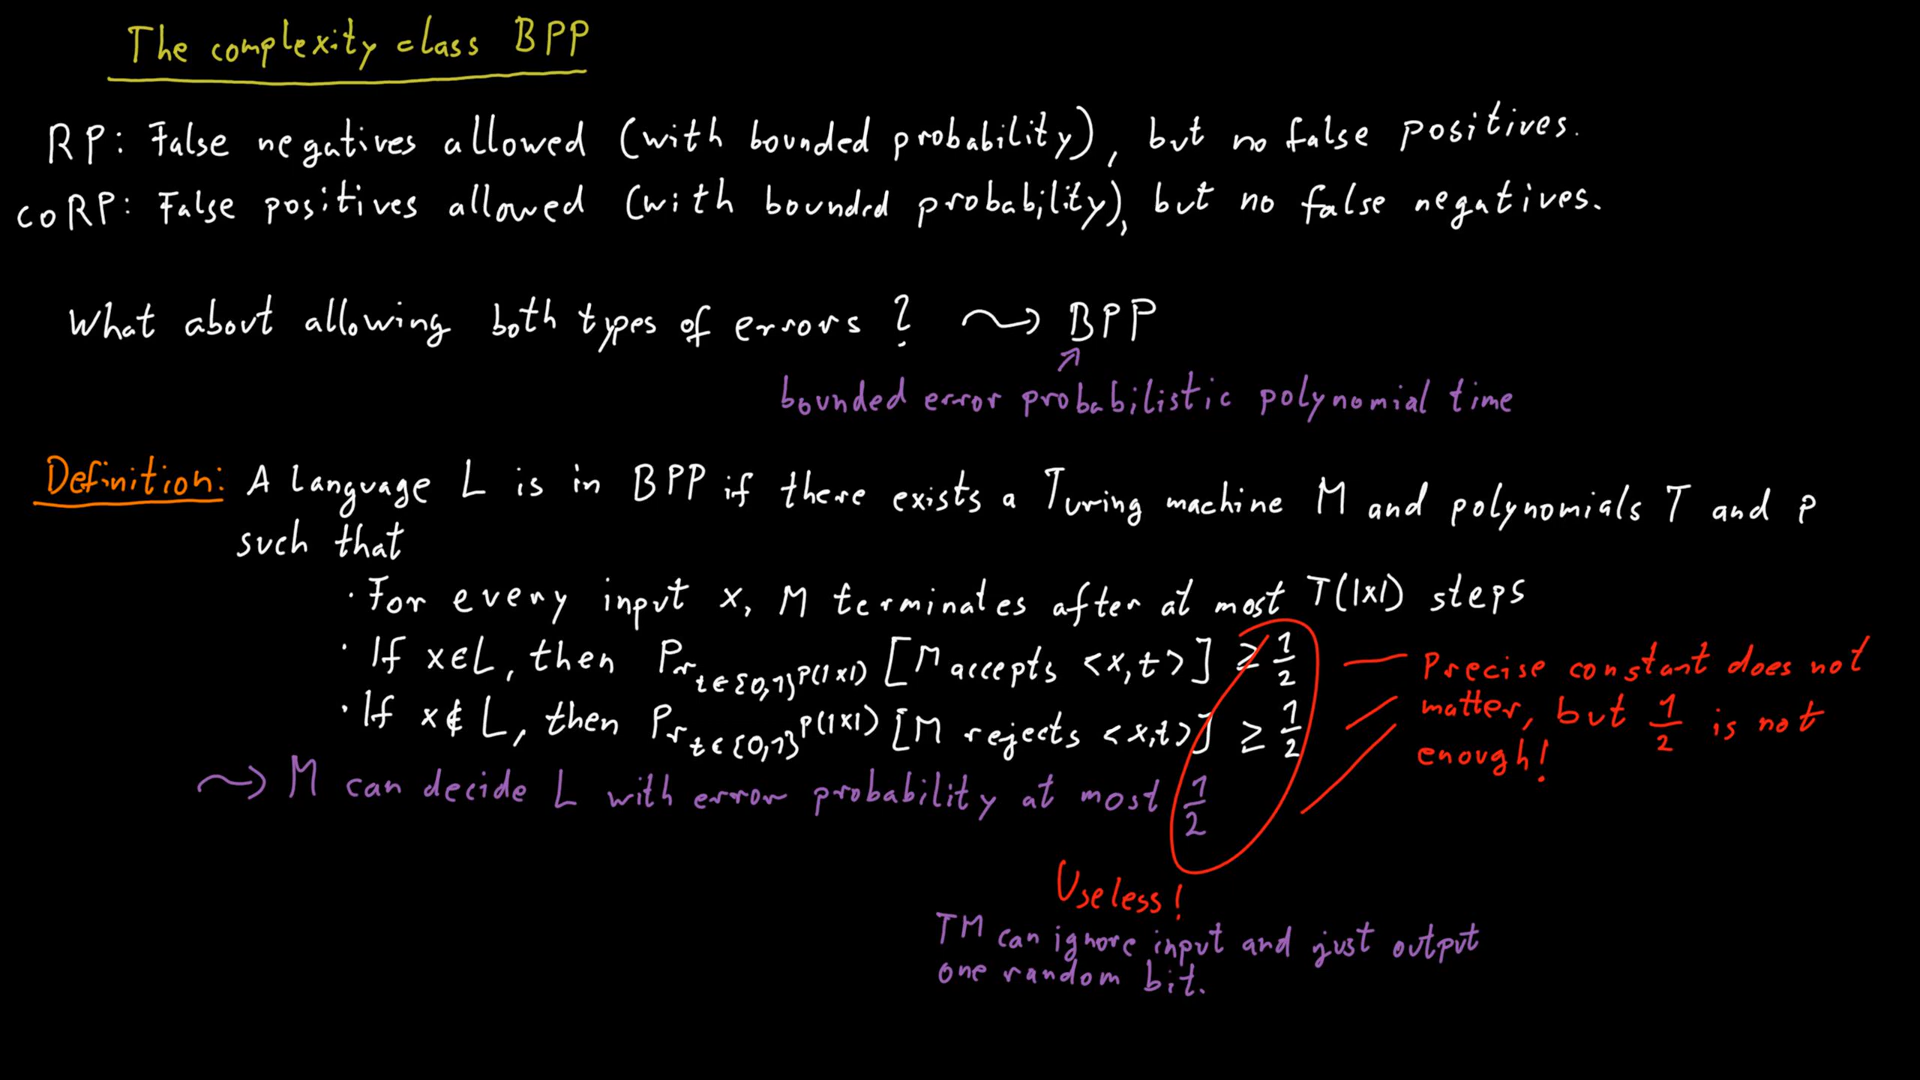 The complexity class BPP
RP: False negatives allowed (with bounded probability), but no false positives.
coRP: False positives allowed (with bounded probability), but no false negatives.
What about allowing both types of errors? ⤳ BPP
↗
bounded error probabilistic polynomial time
Definition: A language L is in BPP if there exists a Turing machine M and polynomials T and p
such that
· For every input x, M terminates after at most T(|x|) steps
· If x∈L, then Pr_{t∈{0,1}^{p(|x|)}} [M accepts <x,t>] ≥ 1/2
· If x∉L, then Pr_{t∈{0,1}^{p(|x|)}} [M rejects <x,t>] ≥ 1/2
⤳ M can decide L with error probability at most 1/2
Precise constant does not
matter, but 1/2 is not
enough!
Useless!
TM can ignore input and just output
one random bit.